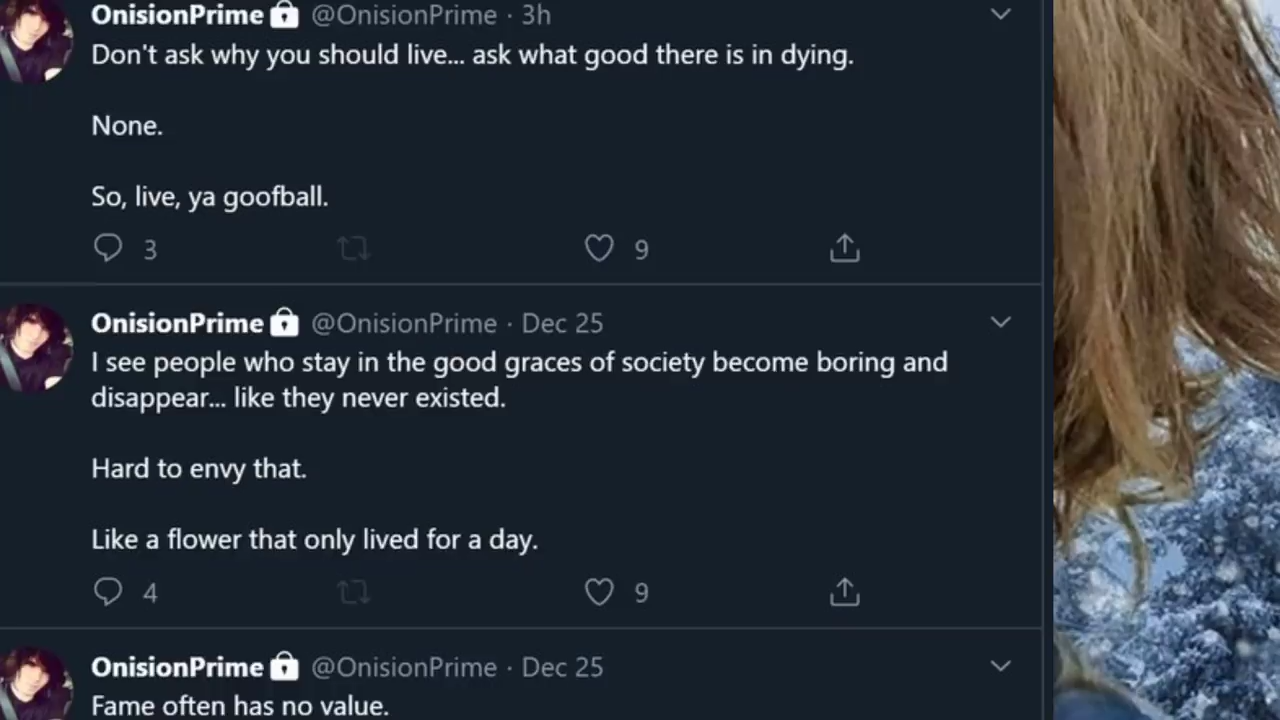 OnisionPrime @OnisionPrime · 3h
Don't ask why you should live... ask what good there is in dying.
None.
So, live, ya goofball.
3 9
OnisionPrime @OnisionPrime · Dec 25
I see people who stay in the good graces of society become boring and
disappear... like they never existed.
Hard to envy that.
Like a flower that only lived for a day.
4 9
OnisionPrime @OnisionPrime · Dec 25
Fame often has no value.